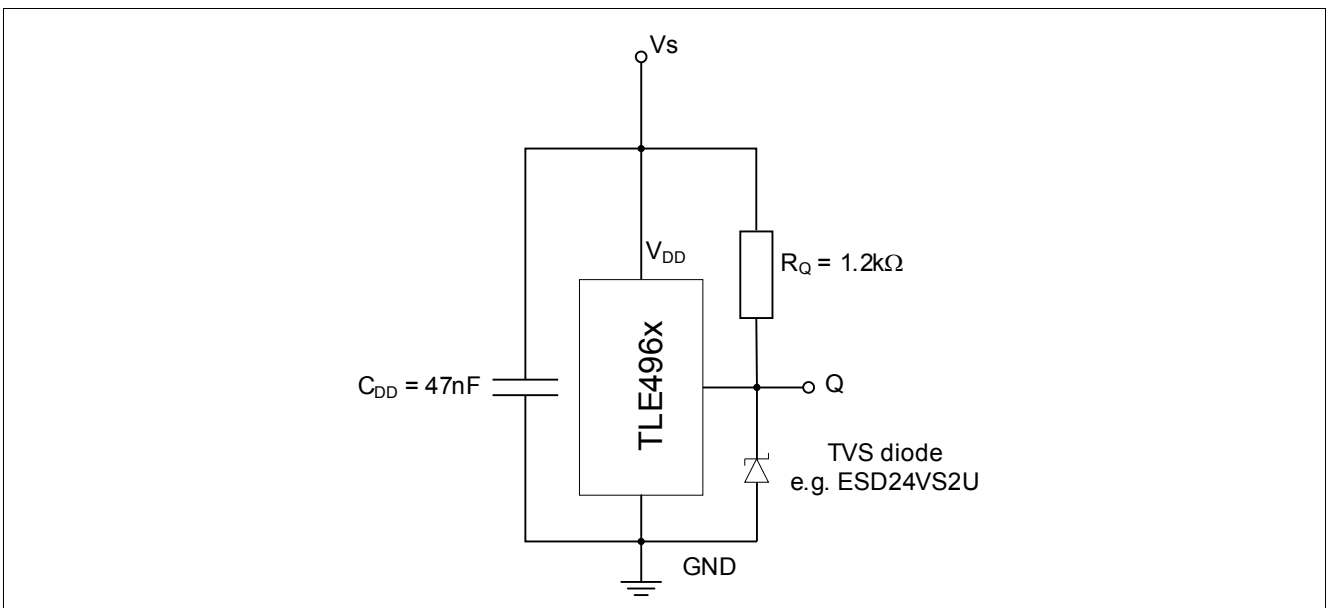 Vs
V_DD
R_Q = 1.2kΩ
TLE496x
C_DD = 47nF
Q
TVS diode
e.g. ESD24VS2U
GND